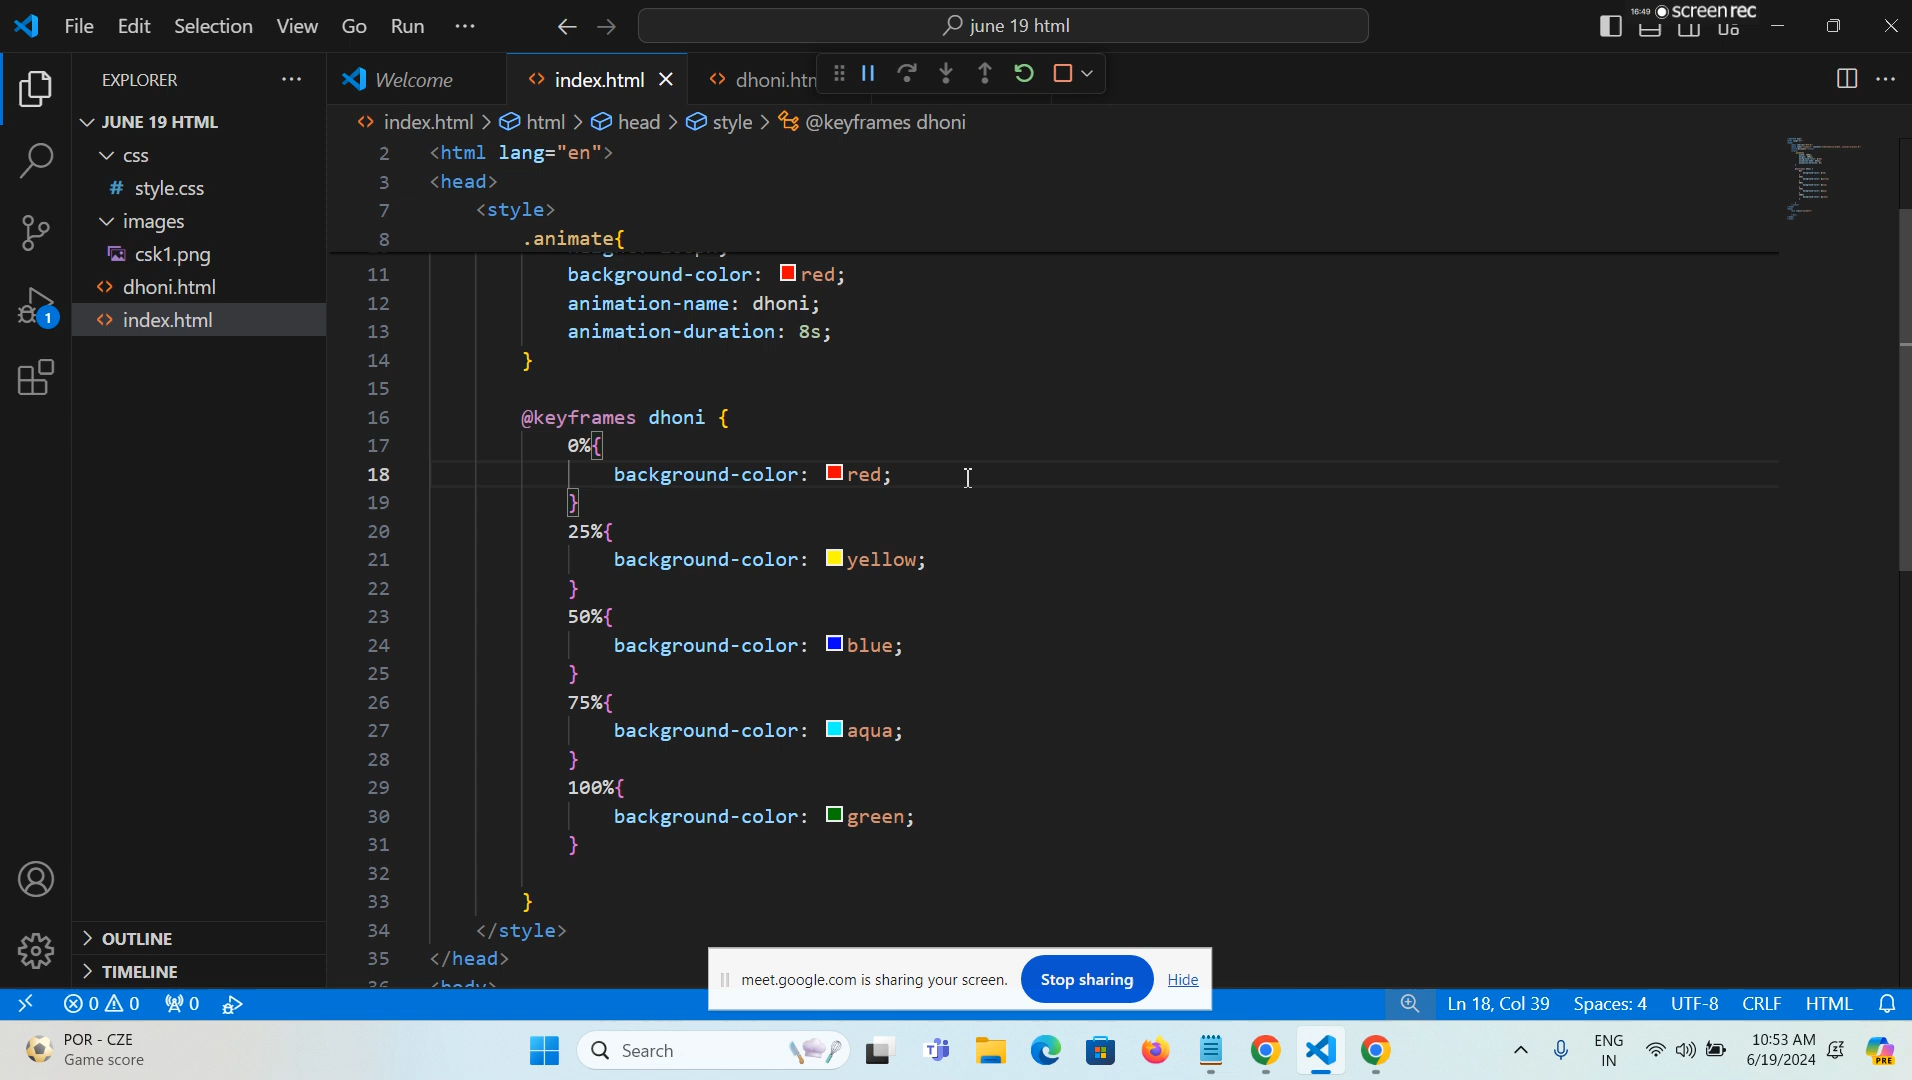 File Edit Selection View Go Run ··· june 19 html 16:49 screen rec
EXPLORER ··· Welcome index.html dhoni.htm
JUNE 19 HTML
css
# style.css
images
csk1.png
dhoni.html
index.html
1
OUTLINE
TIMELINE
index.html > html > head > style > @keyframes dhoni
2 <html lang="en">
3 <head>
7 <style>
8 .animate{
11 background-color: red;
12 animation-name: dhoni;
13 animation-duration: 8s;
14 }
15
16 @keyframes dhoni {
17 0%{
18 background-color: red;
19 }
20 25%{
21 background-color: yellow;
22 }
23 50%{
24 background-color: blue;
25 }
26 75%{
27 background-color: aqua;
28 }
29 100%{
30 background-color: green;
31 }
32
33 }
34 </style>
35 </head>
meet.google.com is sharing your screen. Stop sharing Hide
0 0 0 Ln 18, Col 39 Spaces: 4 UTF-8 CRLF HTML
POR - CZE
Game score
Search
ENG
IN
10:53 AM
6/19/2024
PRE